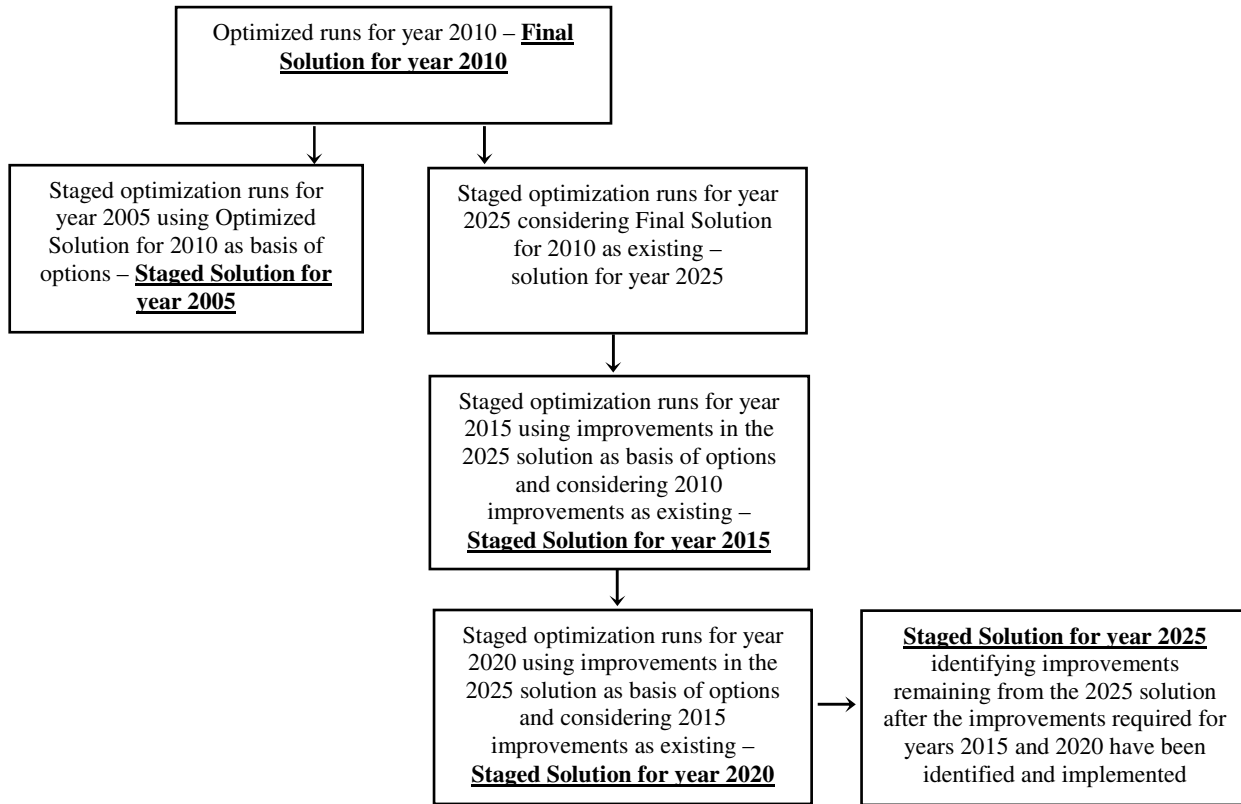 Optimized runs for year 2010 – Final
Solution for year 2010
Staged optimization runs for
year 2005 using Optimized
Solution for 2010 as basis of
options – Staged Solution for
year 2005
Staged optimization runs for year
2025 considering Final Solution
for 2010 as existing –
solution for year 2025
Staged optimization runs for year
2015 using improvements in the
2025 solution as basis of options
and considering 2010
improvements as existing –
Staged Solution for year 2015
Staged optimization runs for year
2020 using improvements in the
2025 solution as basis of options
and considering 2015
improvements as existing –
Staged Solution for year 2020
Staged Solution for year 2025
identifying improvements
remaining from the 2025 solution
after the improvements required for
years 2015 and 2020 have been
identified and implemented